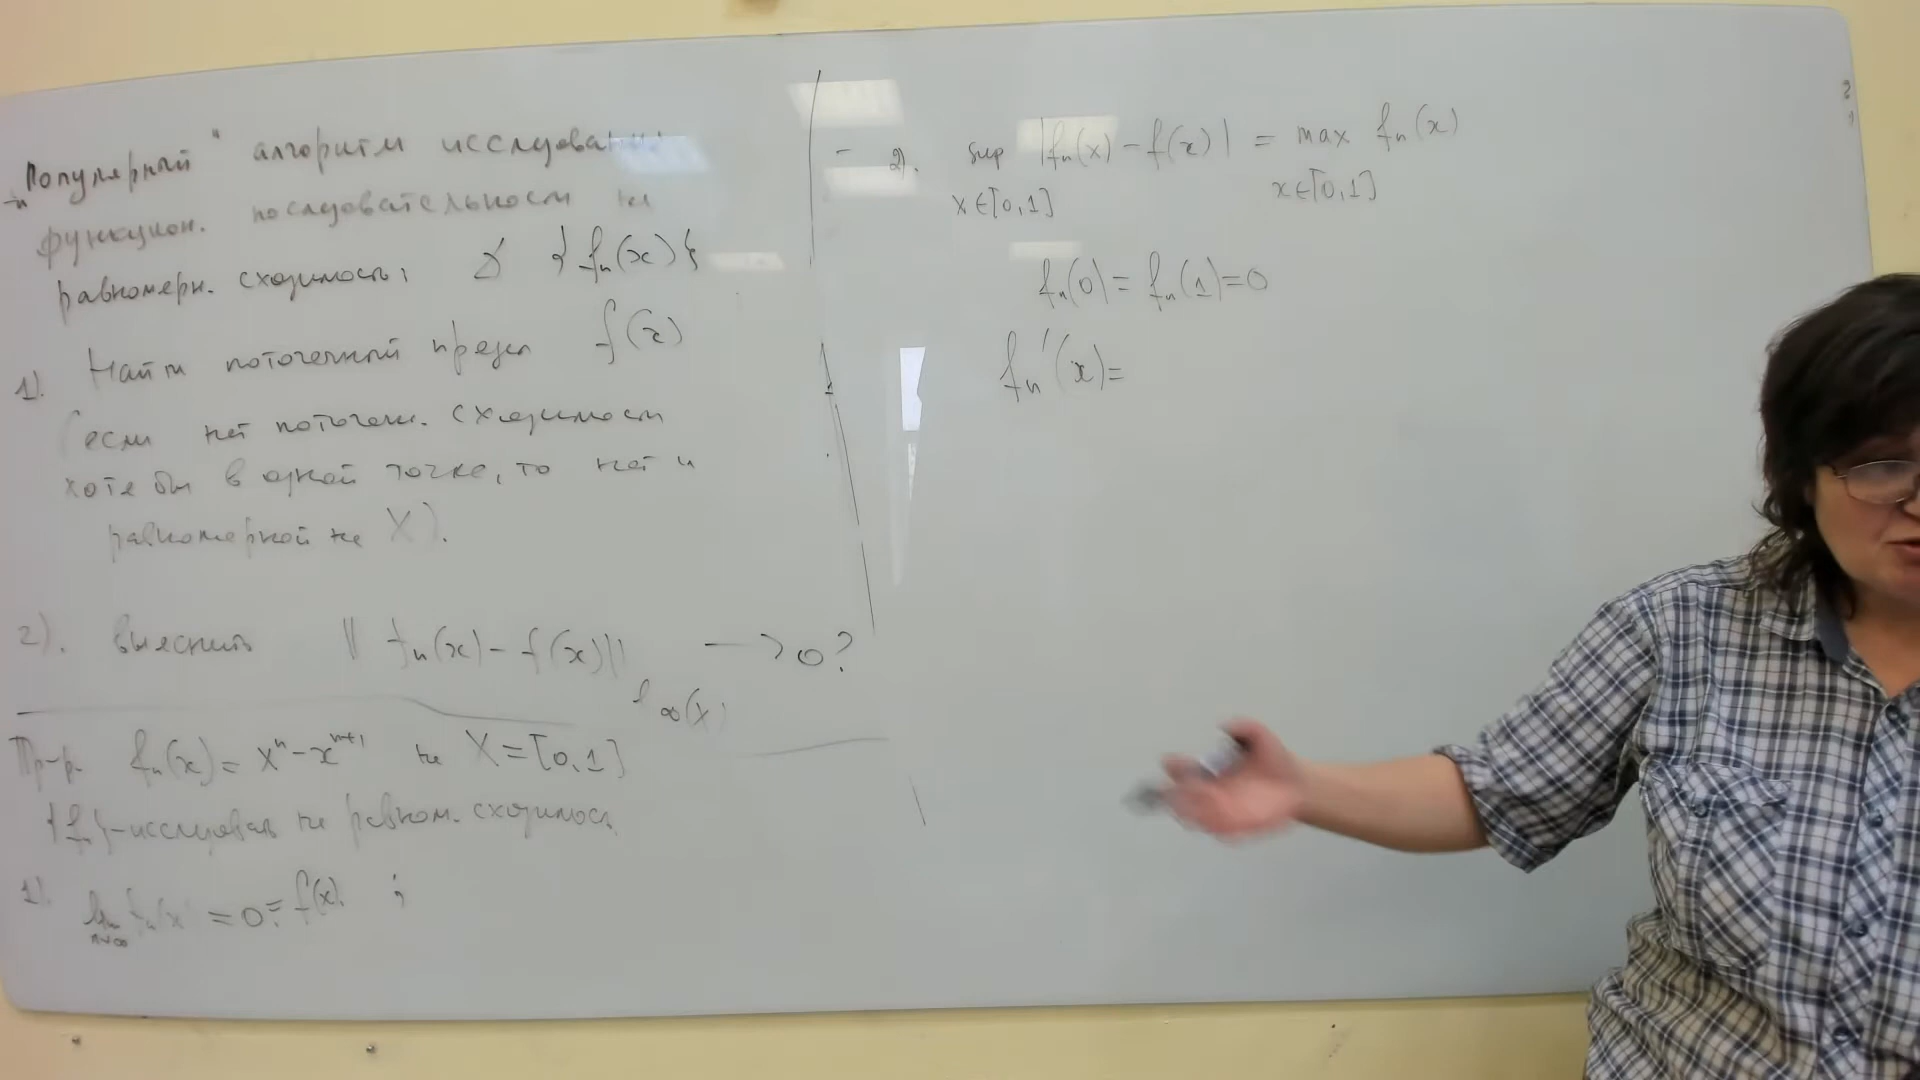 „Популярный" алгоритм исследован
функцион. последовательности на
равномерн. сходимость: {fₙ(x)}
1). Найти поточечный предел f(x)
(если нет поточечн. сходимости
хотя бы в одной точке, то нет и
равномерной на X).
2). выяснить ‖fₙ(x) - f(x)‖ → 0?
l∞(X)
Пр-р. fₙ(x) = xⁿ - xⁿ⁺¹ на X = [0,1]
{fₙ}-исследовать на равном. сходимость
1). lim fₙ(x) = 0 = f(x) ;
n→∞
2). sup |fₙ(x) - f(x)| = max fₙ(x)
x∈[0,1] x∈[0,1]
fₙ(0) = fₙ(1) = 0
fₙ'(x) =